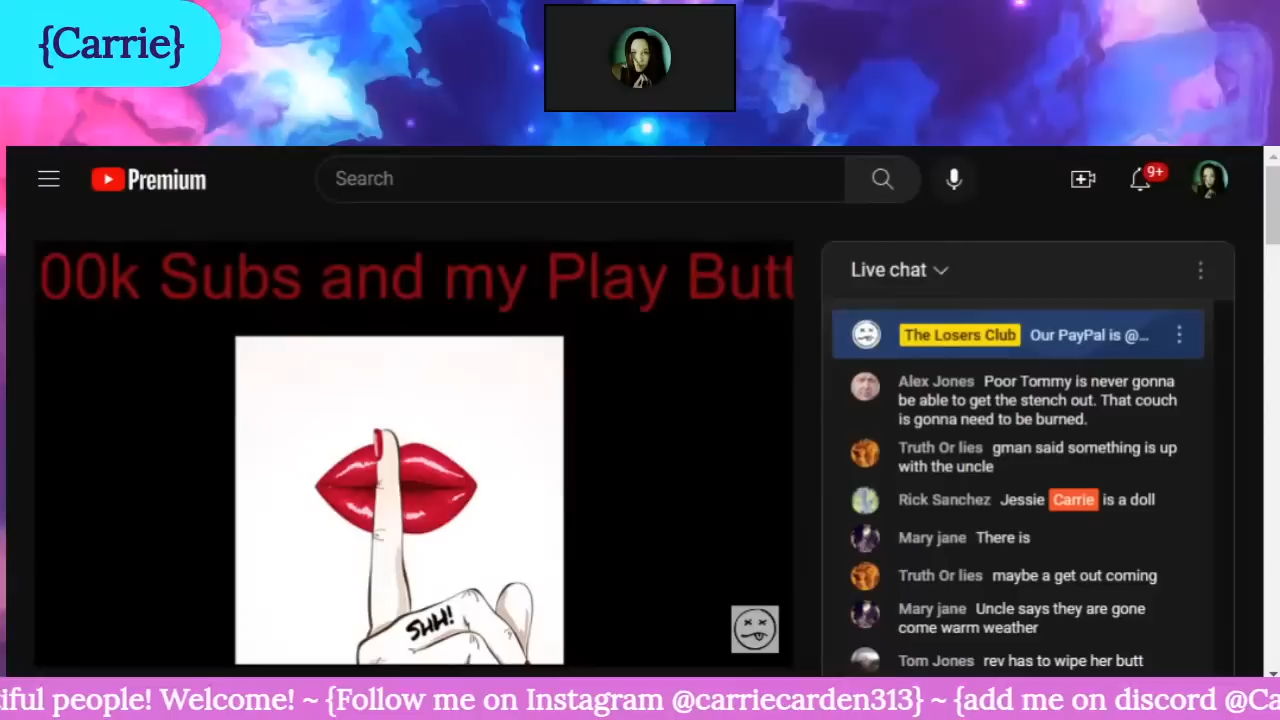 {Carrie}
Premium
Search
9+
00k Subs and my Play Butt
Live chat
The Losers Club Our PayPal is @...
Alex Jones Poor Tommy is never gonna
be able to get the stench out. That couch
is gonna need to be burned.
Truth Or lies gman said something is up
with the uncle
Rick Sanchez Jessie Carrie is a doll
Mary jane There is
Truth Or lies maybe a get out coming
Mary jane Uncle says they are gone
come warm weather
Tom Jones rev has to wipe her butt
SHH!
iful people! Welcome! ~ {Follow me on Instagram @carriecarden313} ~ {add me on discord @Ca